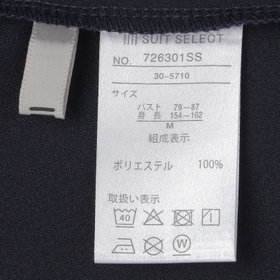 SUIT SELECT
NO. 726301SS
30-5710
サイズ
バスト 79~87
身長 154~162
M
組成表示
ポリエステル 100%
取扱い表示
40
W